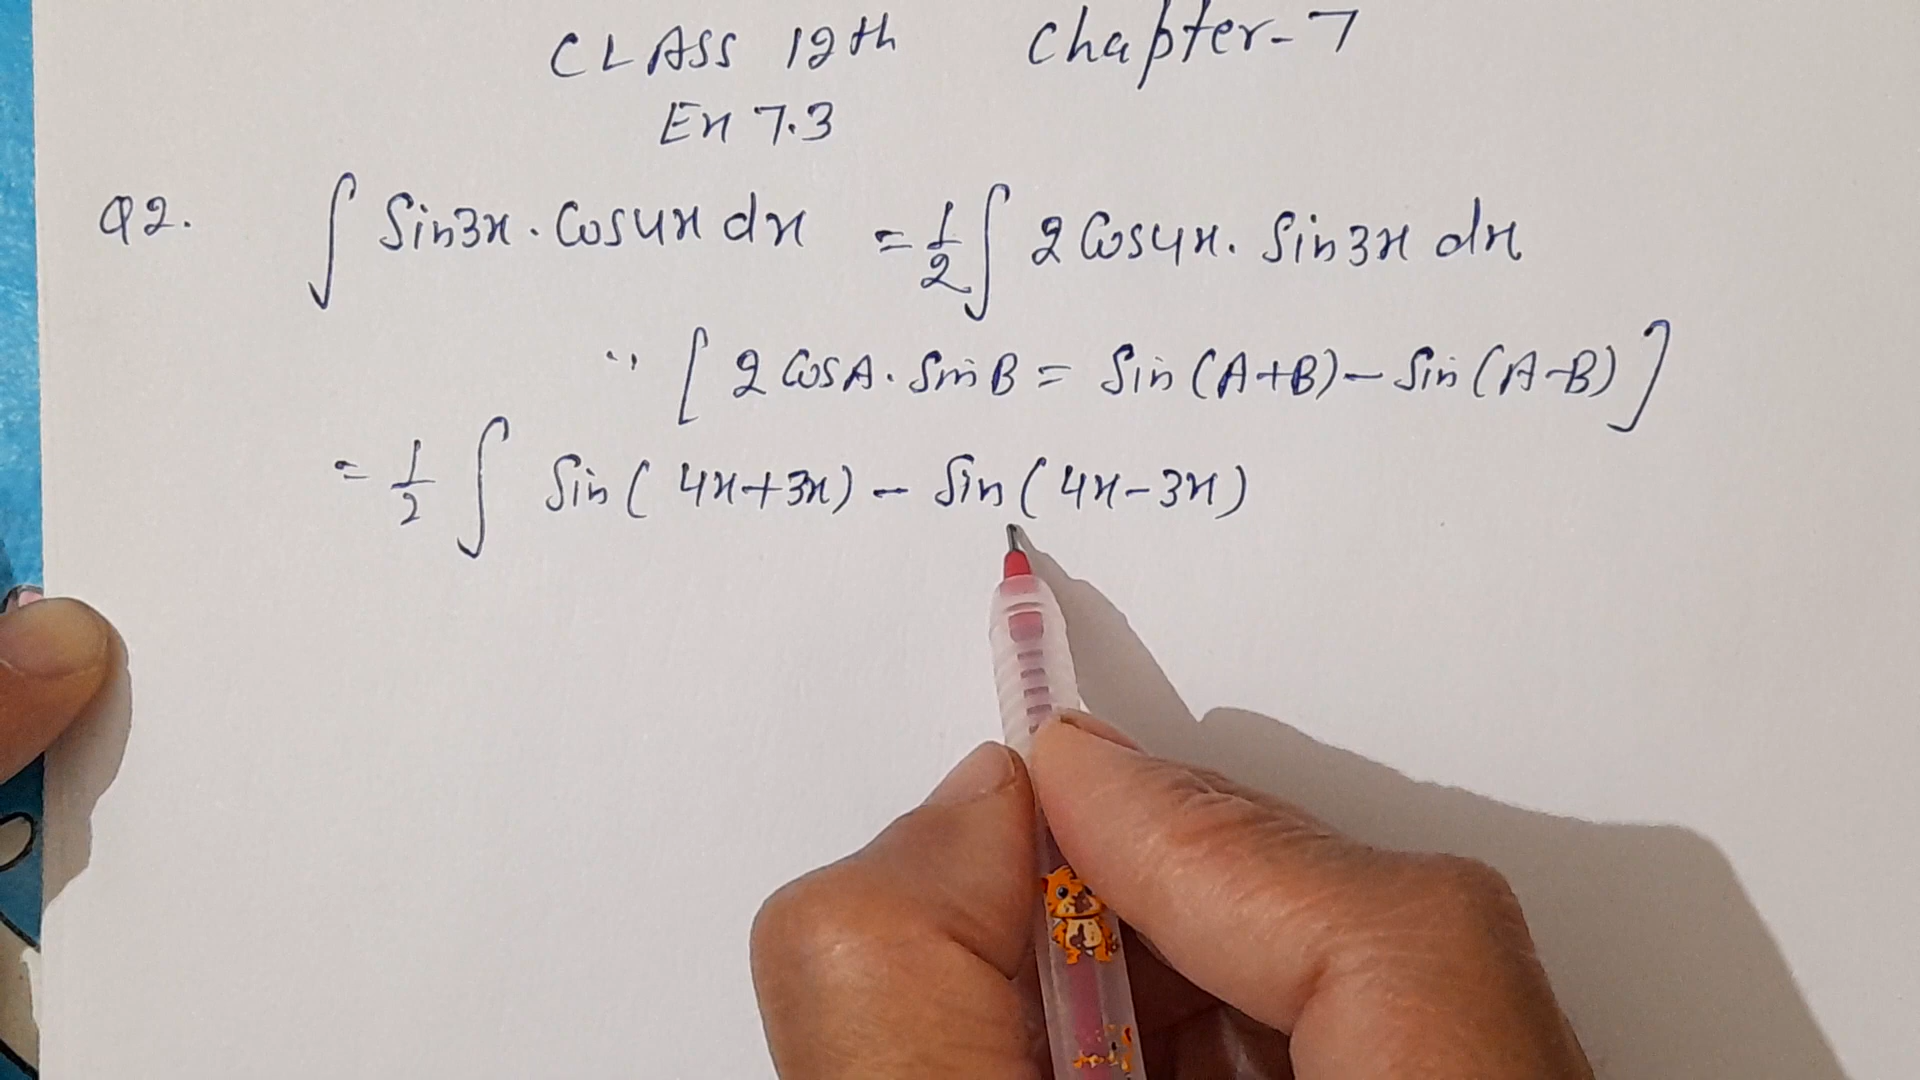 CLASS 12th Chapter-7
Ex 7.3
Q2. ∫ Sin3x . Cos4x dx = 1/2 ∫ 2 Cos4x . Sin3x dx
∵ [ 2 CosA . SinB = Sin (A+B) - Sin (A-B) ]
= 1/2 ∫ Sin ( 4x+3x) - Sin ( 4x-3x)